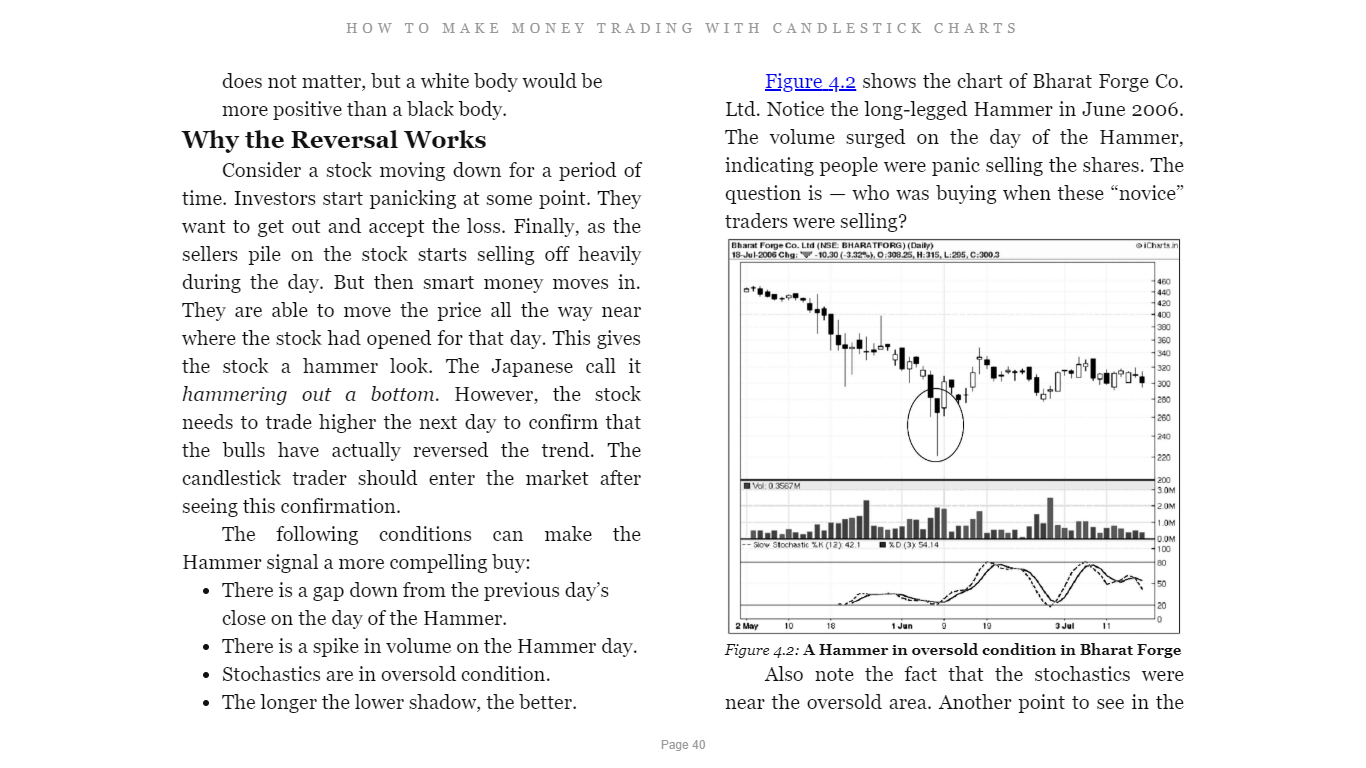 HOW TO MAKE MONEY TRADING WITH CANDLESTICK CHARTS
does not matter, but a white body would be
more positive than a black body.
Why the Reversal Works
Consider a stock moving down for a period of
time. Investors start panicking at some point. They
want to get out and accept the loss. Finally, as the
sellers pile on the stock starts selling off heavily
during the day. But then smart money moves in.
They are able to move the price all the way near
where the stock had opened for that day. This gives
the stock a hammer look. The Japanese call it
hammering out a bottom. However, the stock
needs to trade higher the next day to confirm that
the bulls have actually reversed the trend. The
candlestick trader should enter the market after
seeing this confirmation.
The following conditions can make the
Hammer signal a more compelling buy:
• There is a gap down from the previous day’s
close on the day of the Hammer.
• There is a spike in volume on the Hammer day.
• Stochastics are in oversold condition.
• The longer the lower shadow, the better.
Figure 4.2 shows the chart of Bharat Forge Co.
Ltd. Notice the long-legged Hammer in June 2006.
The volume surged on the day of the Hammer,
indicating people were panic selling the shares. The
question is — who was buying when these “novice”
traders were selling?
Bharat Forge Co. Ltd (NSE: BHARATFORG) (Daily) © iCharts.in
18-Jul-2006 Chg: -10.30 (-3.32%), O:308.25, H:315, L:295, C:300.3
460
440
420
400
380
360
340
320
300
280
260
240
220
200
Vol: 0.3567M
3.0M
2.0M
1.0M
0.0M
Slow Stochastic %K (12): 42.1 %D (3): 54.14
100
80
50
20
0
2 May 10 18 1 Jun 9 19 3 Jul 11
Figure 4.2: A Hammer in oversold condition in Bharat Forge
Also note the fact that the stochastics were
near the oversold area. Another point to see in the
Page 40